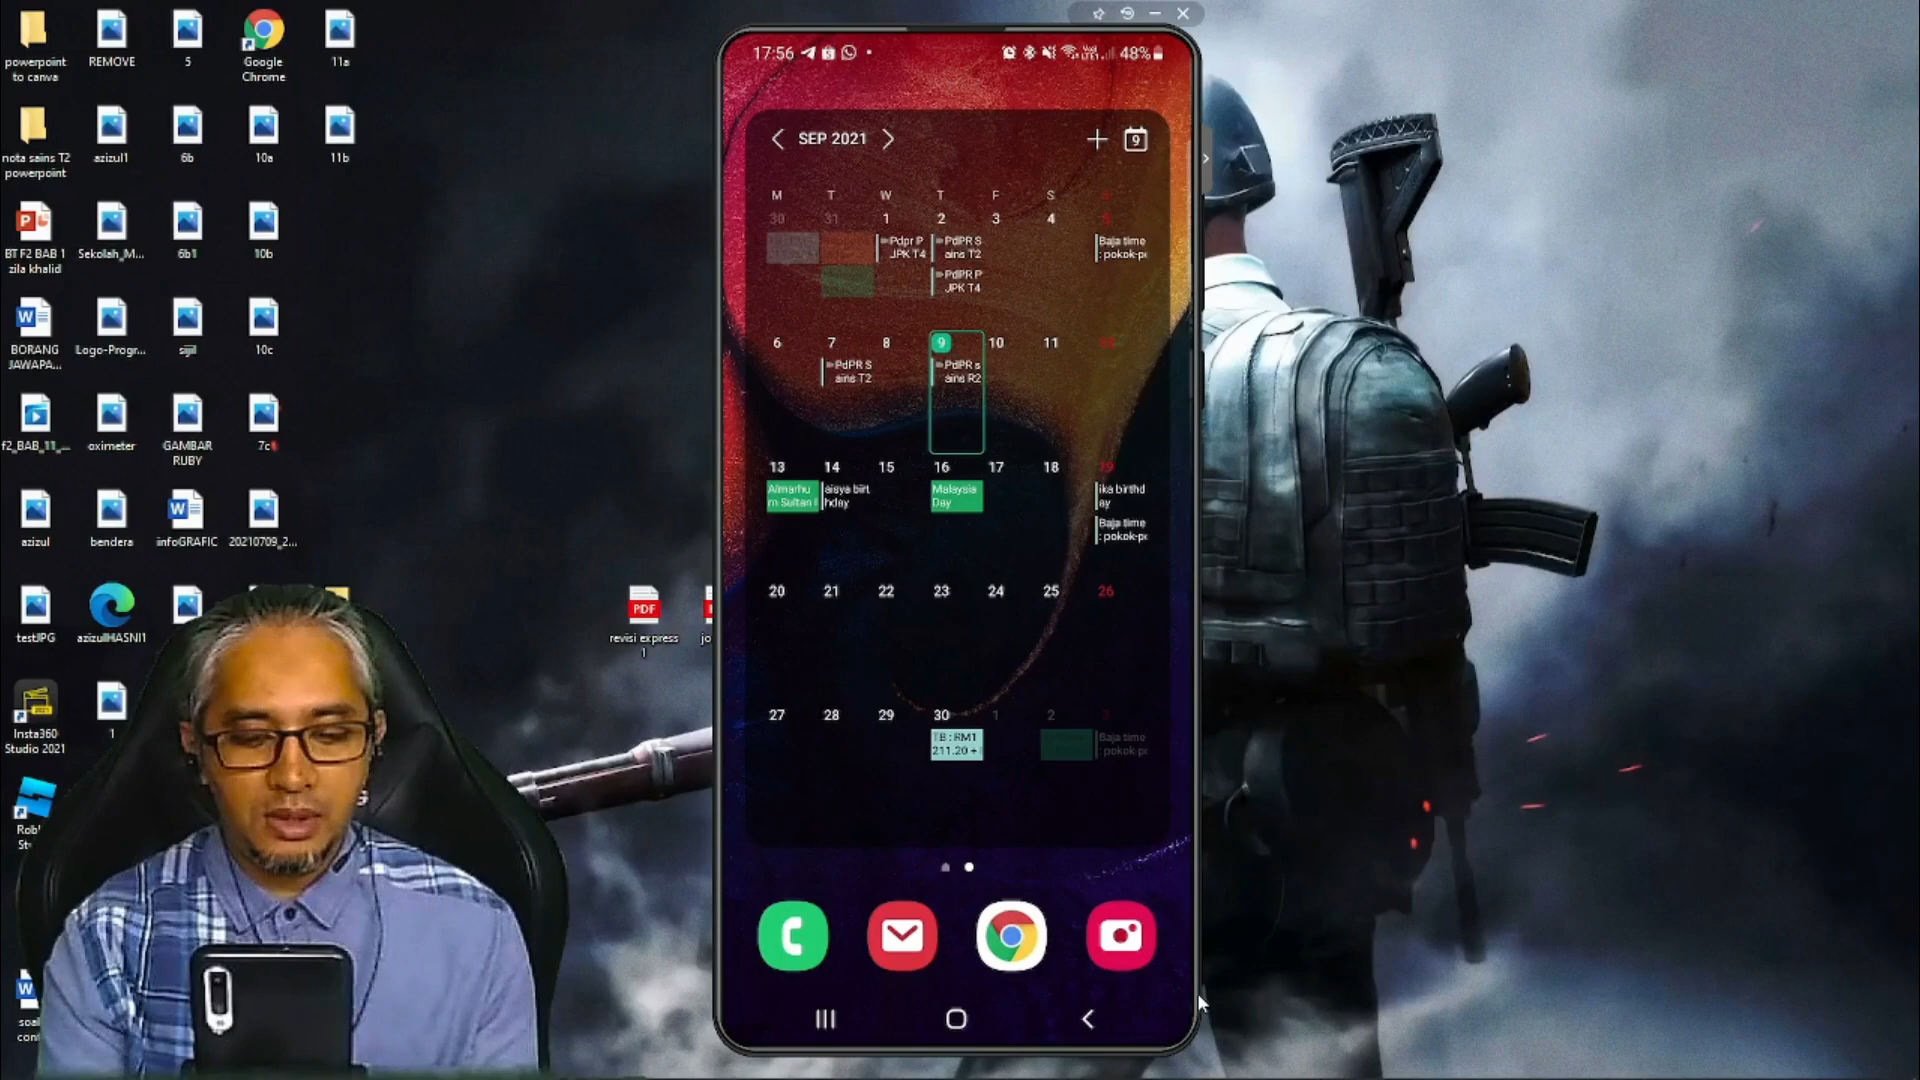 powerpoint
to canva
REMOVE
5
Google
Chrome
11a
nota sains T2
powerpoint
azizul1
6b
10a
11b
BT F2 BAB 1
zila khalid
Sekolah_M...
6b1
10b
BORANG
JAWAPA...
Logo-Progr...
sijil
10c
f2_BAB_11_...
oximeter
GAMBAR
RUBY
7c
azizul
bendera
infoGRAFIC
20210709_2...
testJPG
azizulHASNI1
Insta360
Studio 2021
1
PDF
revisi express
1
17:56
48%
SEP 2021
9
M T W T F S
30 31 1 2 3 4
Pdpr P
JPK T4
PdPR S
ains T2
PdPR P
JPK T4
Baja time
: pokok-p
6 7 8 9 10 11
PdPR S
ains T2
PdPR s
ains R2
13 14 15 16 17 18 19
Almarhu
m Sultan
aisya birt
hday
Malaysia
Day
ika birthd
ay
Baja time
: pokok-p
20 21 22 23 24 25 26
27 28 29 30 1 2 3
TB : RM1
211.20 +
Baja time
: pokok-p